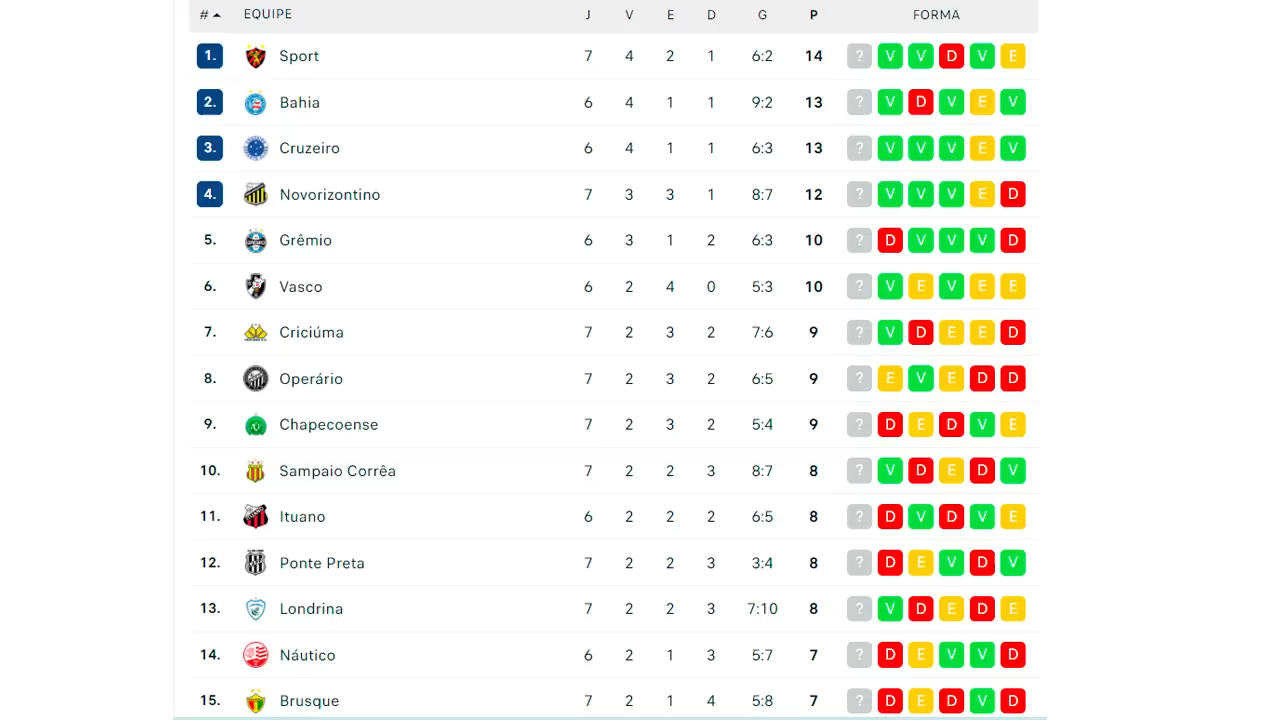 # EQUIPE J V E D G P FORMA
1. Sport 7 4 2 1 6:2 14 ? V V D V E
2. Bahia 6 4 1 1 9:2 13 ? V D V E V
3. Cruzeiro 6 4 1 1 6:3 13 ? V V V E V
4. Novorizontino 7 3 3 1 8:7 12 ? V V V E D
5. Grêmio 6 3 1 2 6:3 10 ? D V V V D
6. Vasco 6 2 4 0 5:3 10 ? V E V E E
7. Criciúma 7 2 3 2 7:6 9 ? V D E E D
8. Operário 7 2 3 2 6:5 9 ? E V E D D
9. Chapecoense 7 2 3 2 5:4 9 ? D E D V E
10. Sampaio Corrêa 7 2 2 3 8:7 8 ? V D E D V
11. Ituano 6 2 2 2 6:5 8 ? D V D V E
12. Ponte Preta 7 2 2 3 3:4 8 ? D E V D V
13. Londrina 7 2 2 3 7:10 8 ? V D E D E
14. Náutico 6 2 1 3 5:7 7 ? D E V V D
15. Brusque 7 2 1 4 5:8 7 ? D E D V D